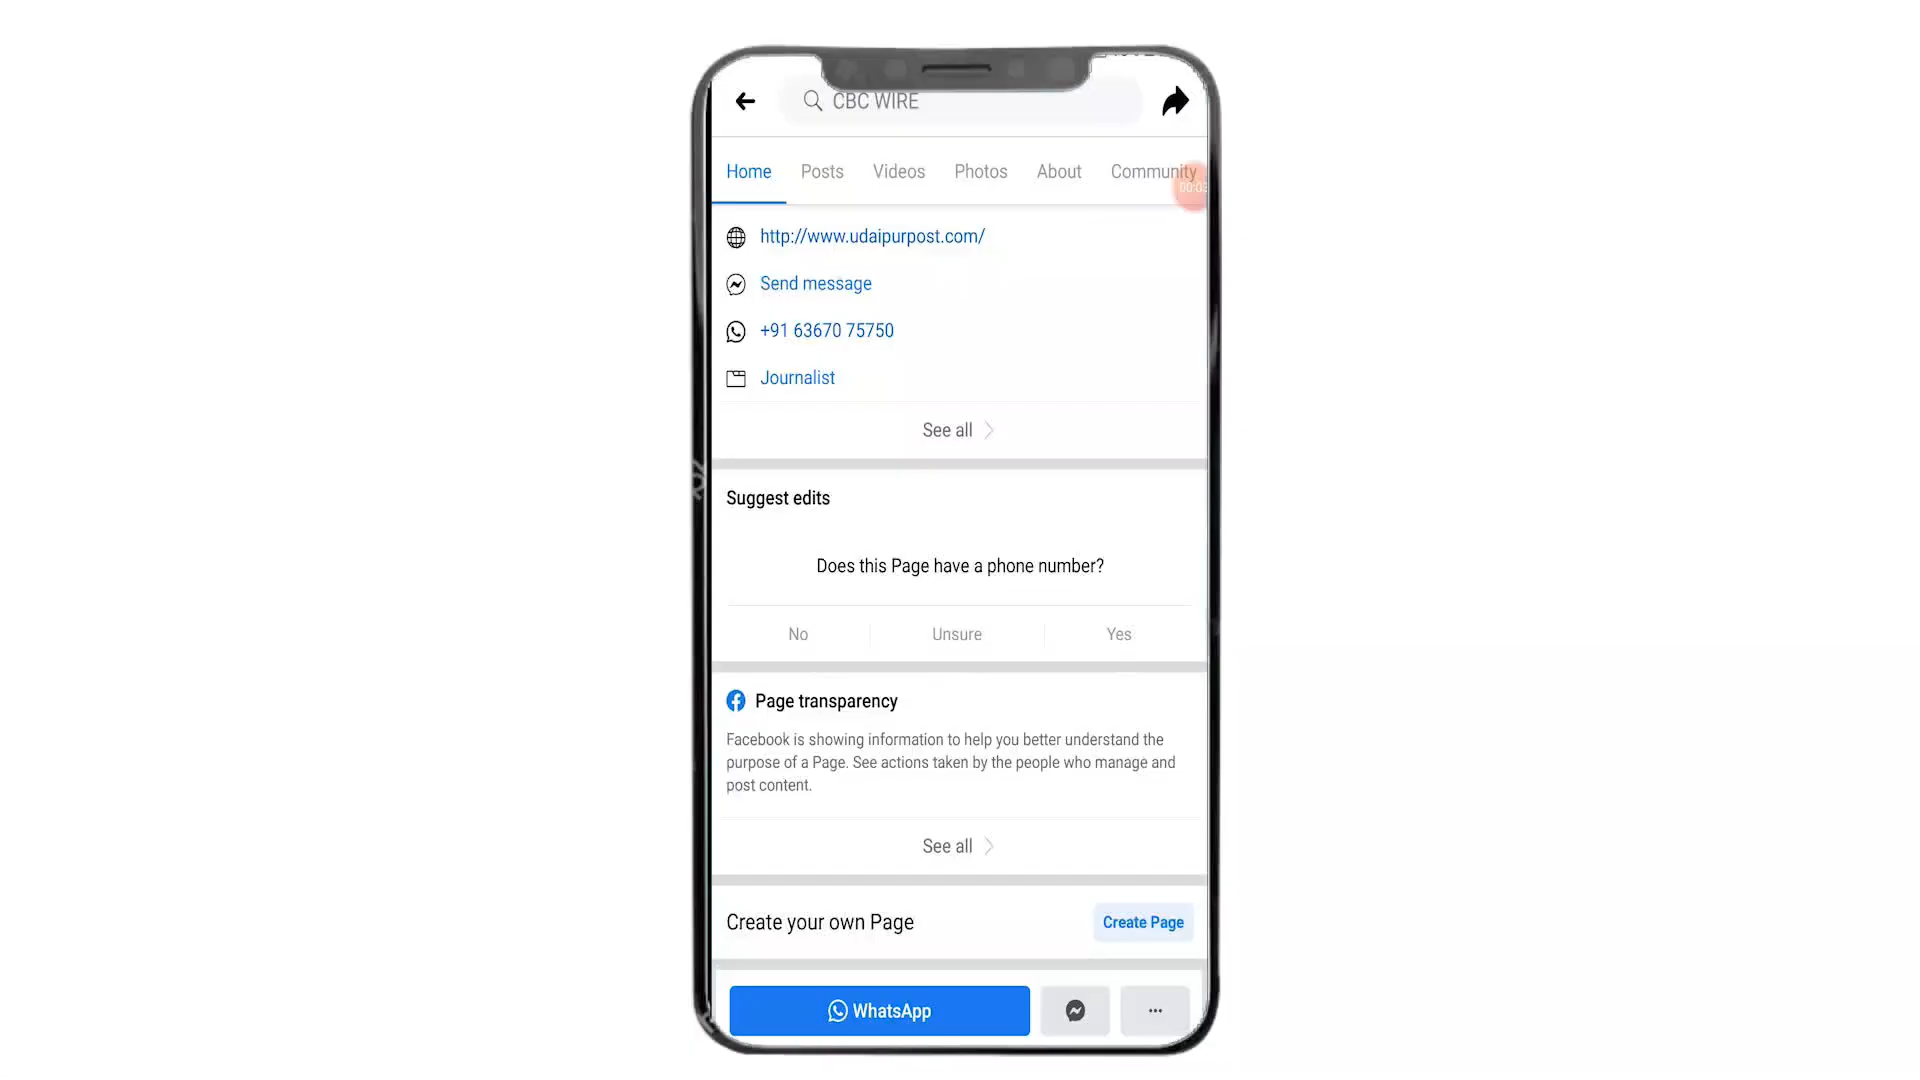 CBC WIRE
Home Posts Videos Photos About Community
00:03
http://www.udaipurpost.com/
Send message
+91 63670 75750
Journalist
See all
Suggest edits
Does this Page have a phone number?
No Unsure Yes
Page transparency
Facebook is showing information to help you better understand the
purpose of a Page. See actions taken by the people who manage and
post content.
See all
Create your own Page Create Page
WhatsApp